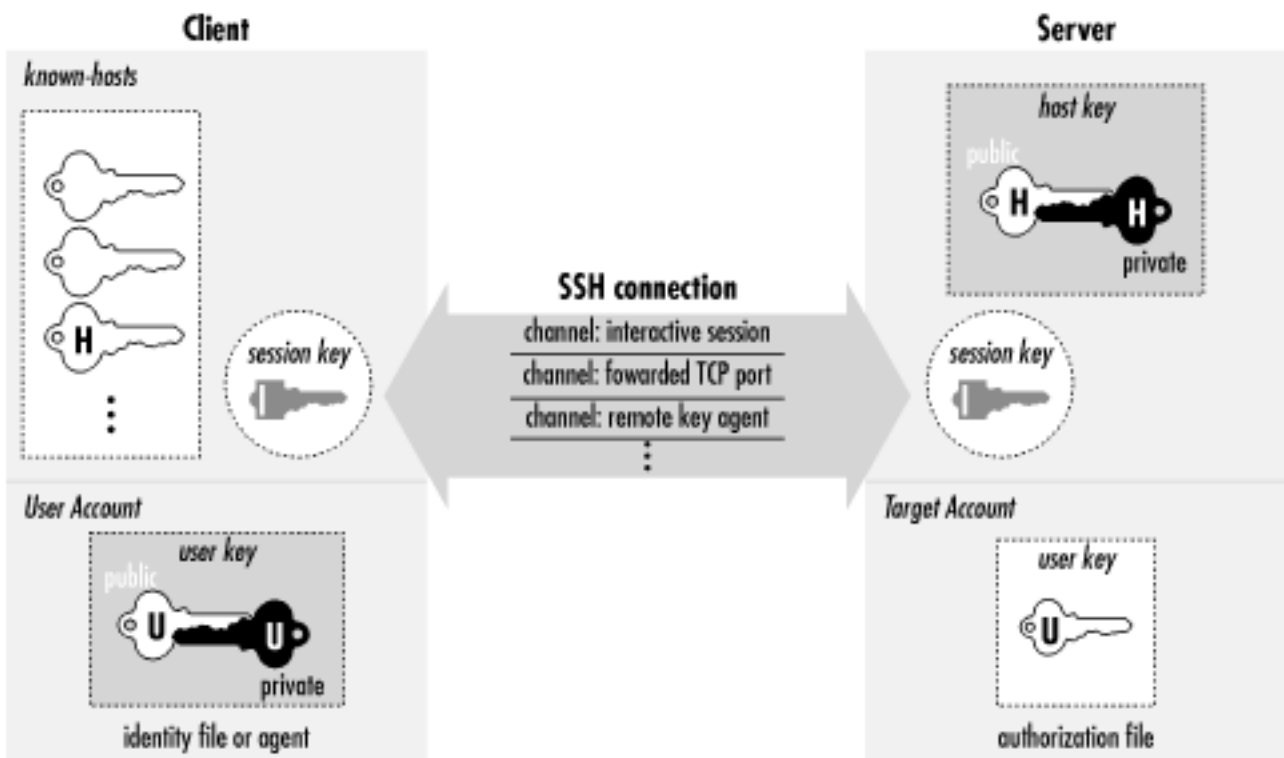 Client
known-hosts
H
session key
User Account
user key
public
U
U
private
identity file or agent
SSH connection
channel: interactive session
channel: fowarded TCP port
channel: remote key agent
Server
host key
public
H
H
private
session key
Target Account
user key
U
authorization file